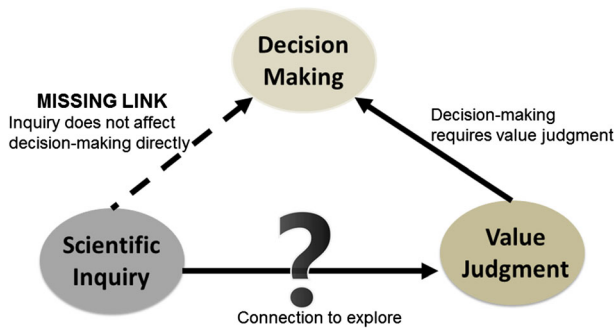 Decision
Making
MISSING LINK
Inquiry does not affect
decision-making directly
Decision-making
requires value judgment
Scientific
Inquiry
?
Value
Judgment
Connection to explore